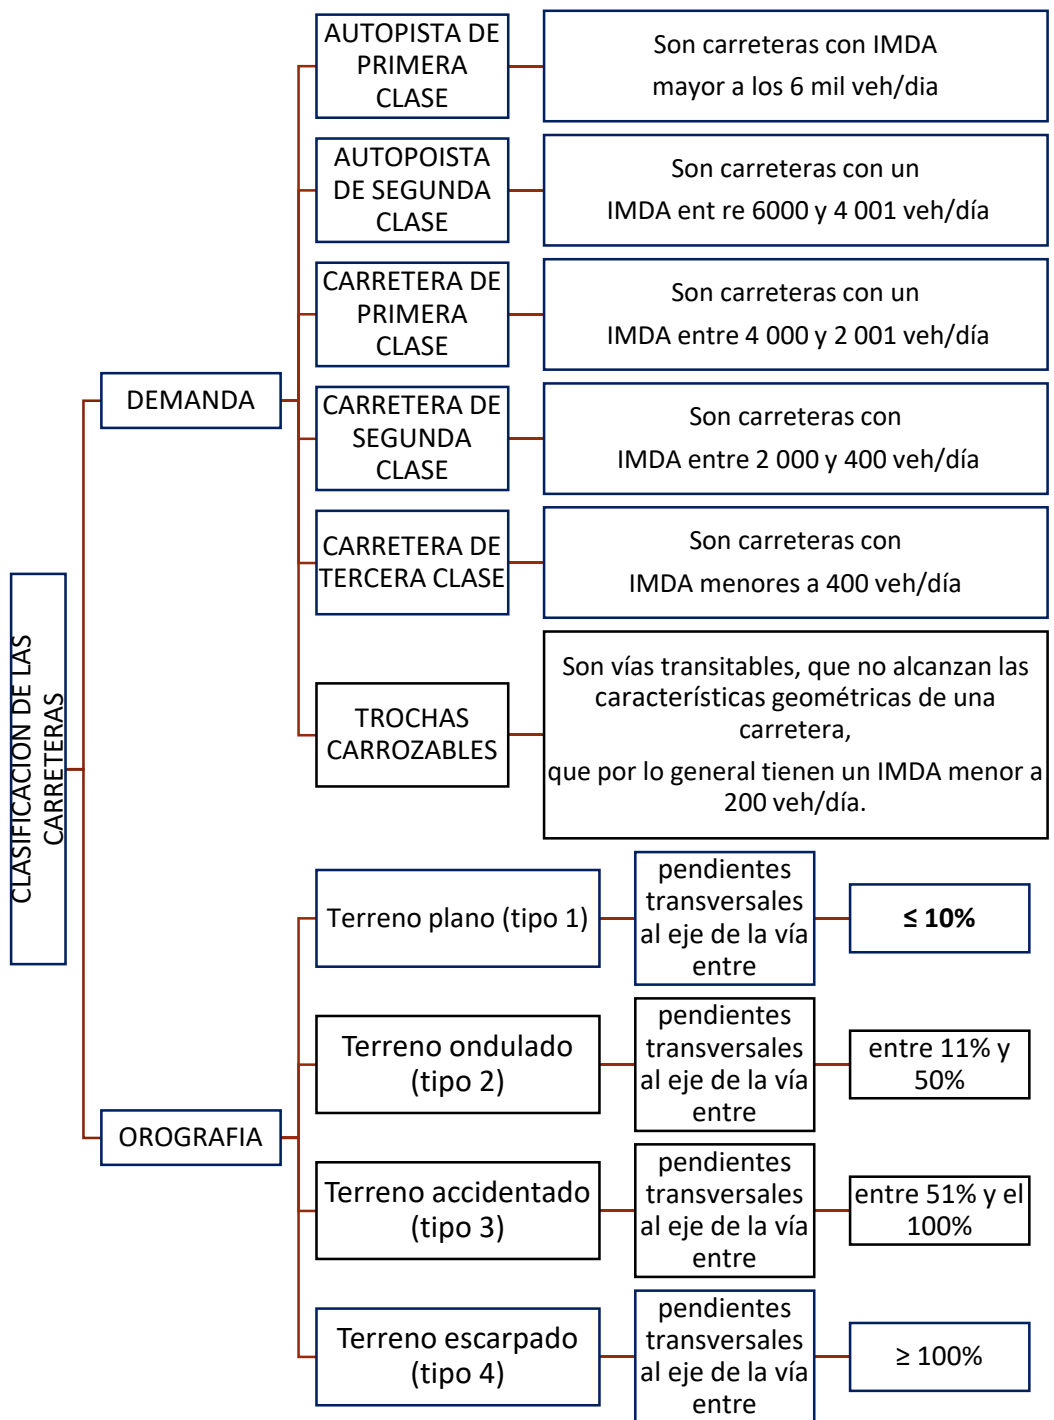 CLASIFICACION DE LAS
CARRETERAS
DEMANDA
AUTOPISTA DE
PRIMERA
CLASE
Son carreteras con IMDA
mayor a los 6 mil veh/dia
AUTOPOISTA
DE SEGUNDA
CLASE
Son carreteras con un
IMDA ent re 6000 y 4 001 veh/día
CARRETERA DE
PRIMERA
CLASE
Son carreteras con un
IMDA entre 4 000 y 2 001 veh/día
CARRETERA DE
SEGUNDA
CLASE
Son carreteras con
IMDA entre 2 000 y 400 veh/día
CARRETERA DE
TERCERA CLASE
Son carreteras con
IMDA menores a 400 veh/día
TROCHAS
CARROZABLES
Son vías transitables, que no alcanzan las
características geométricas de una
carretera,
que por lo general tienen un IMDA menor a
200 veh/día.
OROGRAFIA
Terreno plano (tipo 1)
pendientes
transversales
al eje de la vía
entre
≤ 10%
Terreno ondulado
(tipo 2)
pendientes
transversales
al eje de la vía
entre
entre 11% y
50%
Terreno accidentado
(tipo 3)
pendientes
transversales
al eje de la vía
entre
entre 51% y el
100%
Terreno escarpado
(tipo 4)
pendientes
transversales
al eje de la vía
entre
≥ 100%